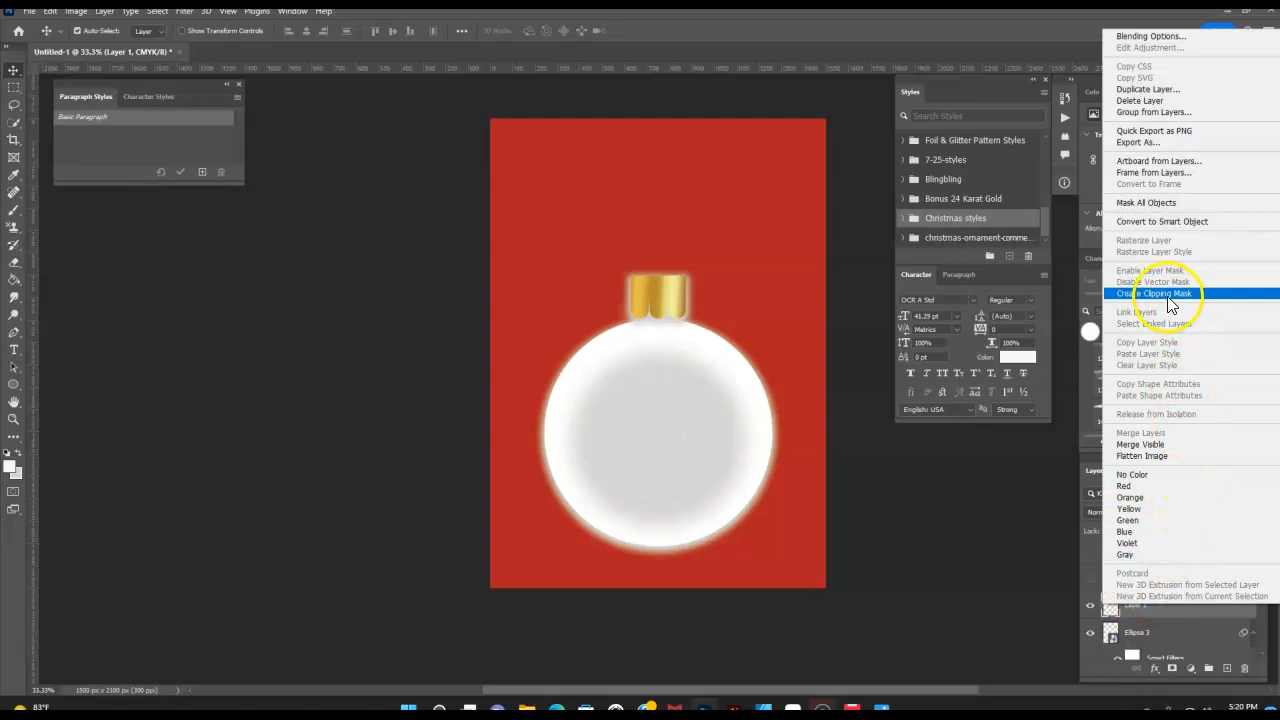 File Edit Image Layer Type Select Filter 3D View Plugins Window Help
Auto-Select: Layer Show Transform Controls 3D Mode:
Untitled-1 @ 33.3% (Layer 1, CMYK/8) *
Paragraph Styles Character Styles
Basic Paragraph
Styles
Search Styles
Foil & Glitter Pattern Styles
7-25-styles
Blingbling
Bonus 24 Karat Gold
Christmas styles
christmas-ornament-comme...
Character Paragraph
OCR A Std Regular
41.29 pt (Auto)
Metrics 0
100% 100%
0 pt Color:
English: USA Strong
Blending Options...
Edit Adjustment...
Copy CSS
Copy SVG
Duplicate Layer...
Delete Layer
Group from Layers...
Quick Export as PNG
Export As...
Artboard from Layers...
Frame from Layers...
Convert to Frame
Mask All Objects
Convert to Smart Object
Rasterize Layer
Rasterize Layer Style
Enable Layer Mask
Disable Vector Mask
Create Clipping Mask
Link Layers
Select Linked Layers
Copy Layer Style
Paste Layer Style
Clear Layer Style
Copy Shape Attributes
Paste Shape Attributes
Release from Isolation
Merge Layers
Merge Visible
Flatten Image
No Color
Red
Orange
Yellow
Green
Blue
Violet
Gray
Postcard
New 3D Extrusion from Selected Layer
New 3D Extrusion from Current Selection
Layer 1
Ellipse 3
Smart Filters
33.33% 1500 px x 2100 px (300 ppi)
83°F
5:20 PM